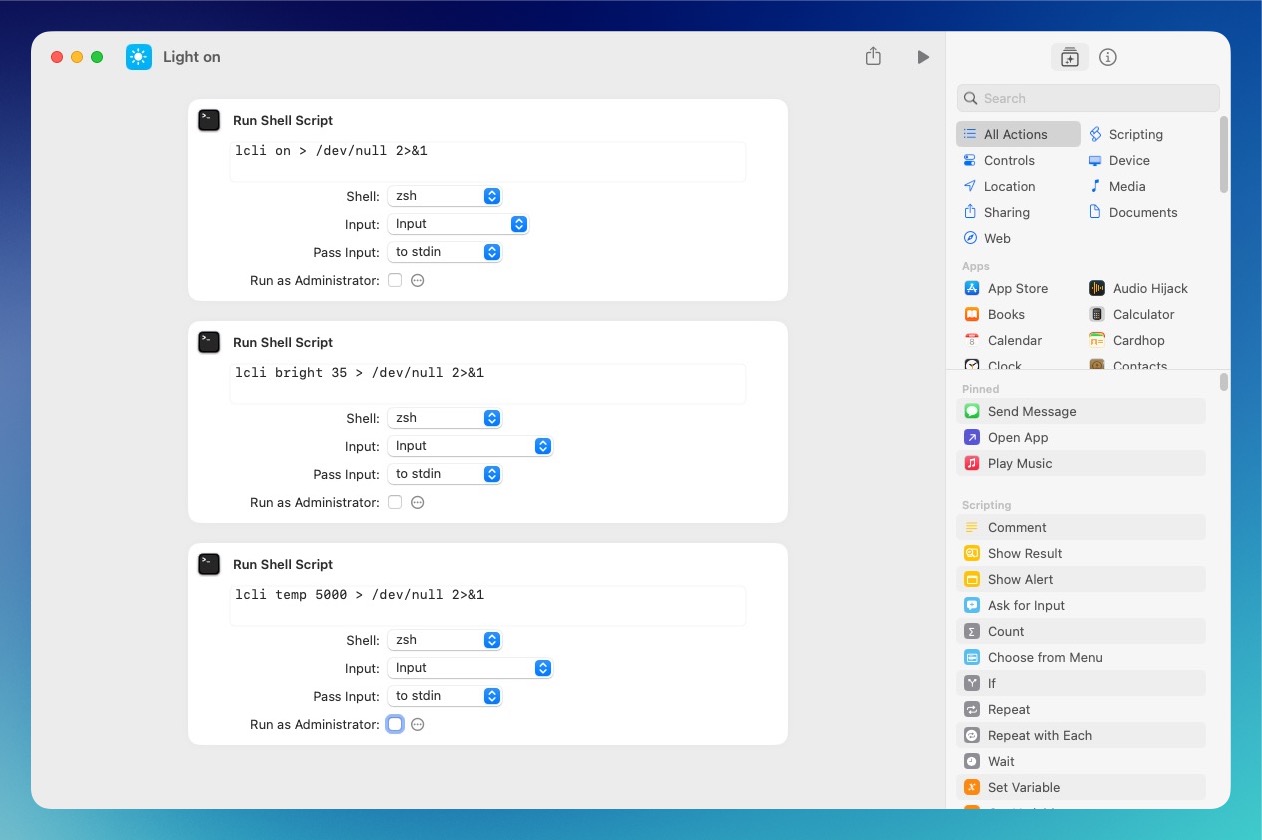 Light on
Run Shell Script
lcli on > /dev/null 2>&1
Shell: zsh
Input: Input
Pass Input: to stdin
Run as Administrator:
Run Shell Script
lcli bright 35 > /dev/null 2>&1
Shell: zsh
Input: Input
Pass Input: to stdin
Run as Administrator:
Run Shell Script
lcli temp 5000 > /dev/null 2>&1
Shell: zsh
Input: Input
Pass Input: to stdin
Run as Administrator:
Search
All Actions Scripting
Controls Device
Location Media
Sharing Documents
Web
Apps
App Store Audio Hijack
Books Calculator
Calendar Cardhop
Clock Contacts
Pinned
Send Message
Open App
Play Music
Scripting
Comment
Show Result
Show Alert
Ask for Input
Count
Choose from Menu
If
Repeat
Repeat with Each
Wait
Set Variable